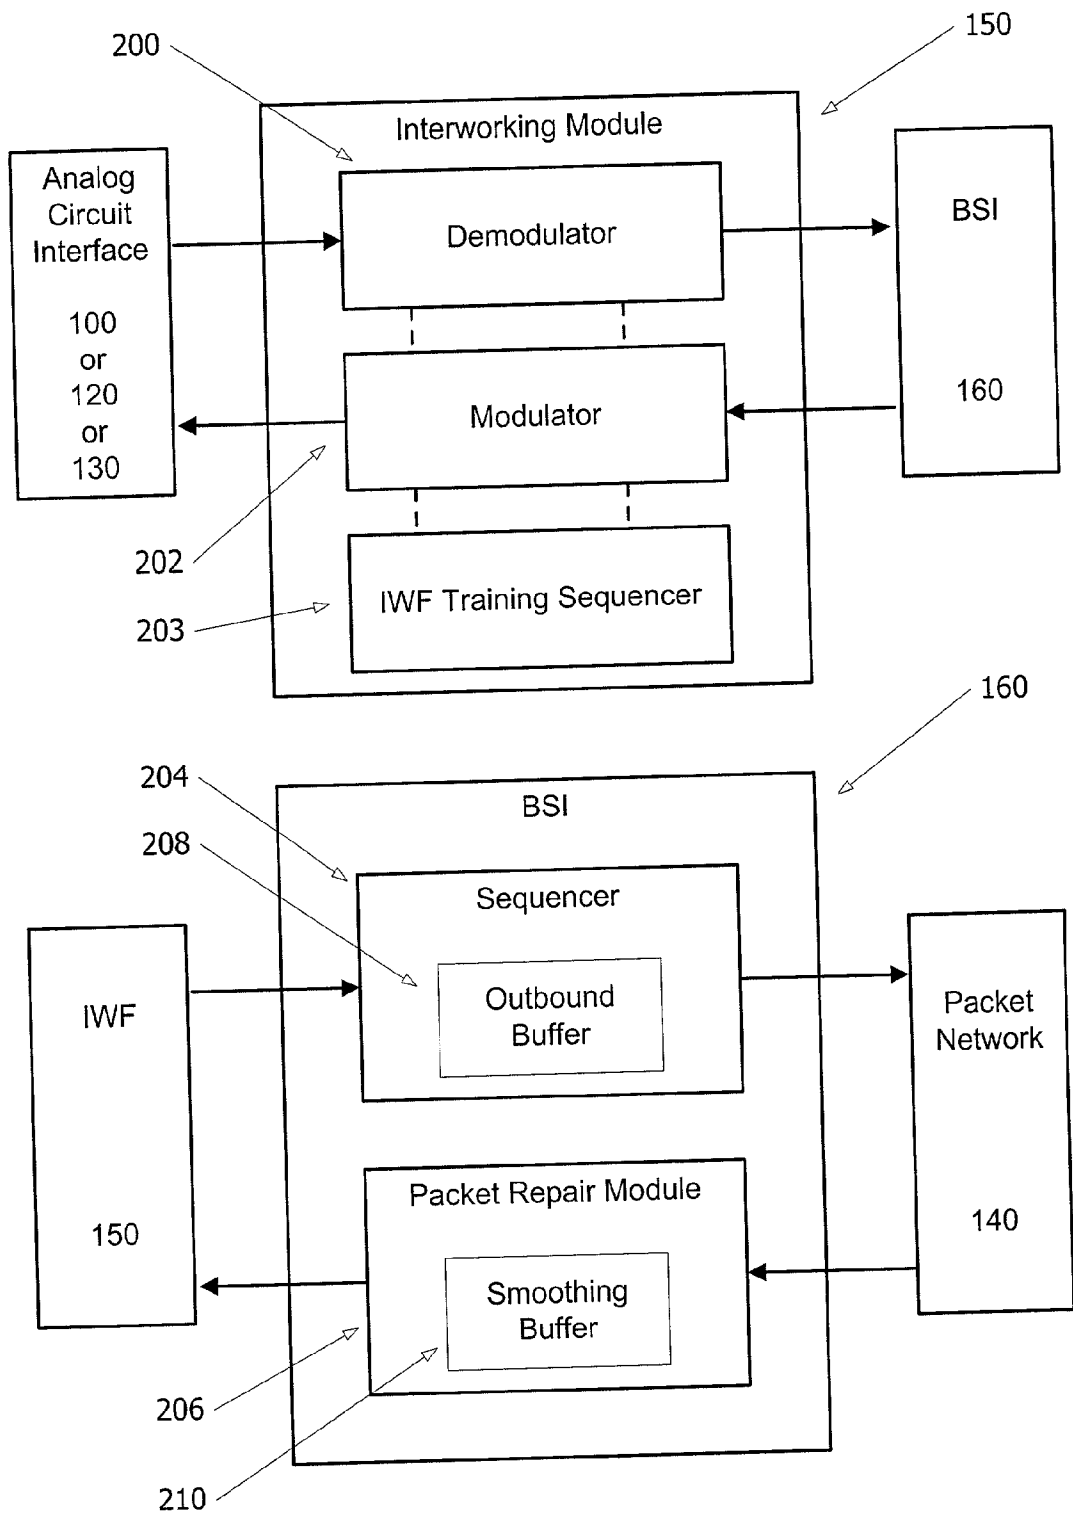 200
150
Interworking Module
Analog
Circuit
Interface
100
or
120
or
130
Demodulator
BSI
160
Modulator
202
IWF Training Sequencer
203
160
204
BSI
208
Sequencer
Outbound
Buffer
IWF
150
Packet
Network
140
Packet Repair Module
Smoothing
Buffer
206
210